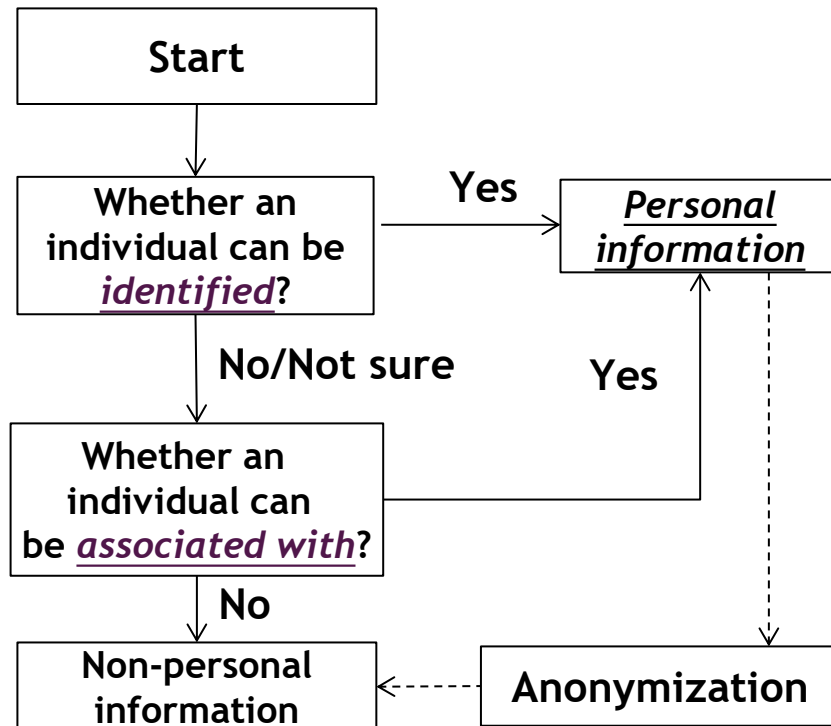 Start
Whether an
individual can be
identified?
Yes
Personal
information
No/Not sure
Yes
Whether an
individual can
be associated with?
No
Non-personal
information
Anonymization